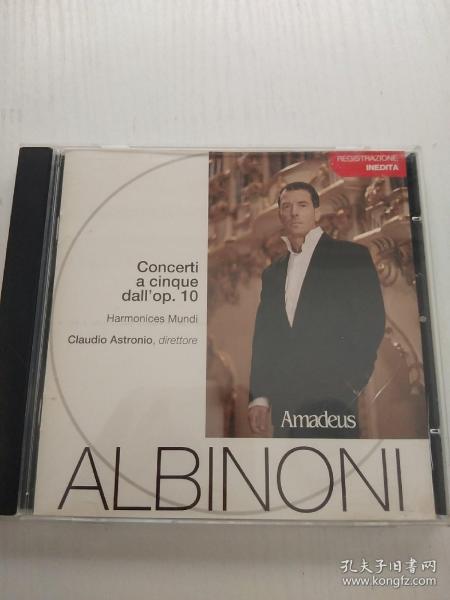 REGISTRAZIONE
INEDITA
Concerti
a cinque
dall'op. 10
Harmonices Mundi
Claudio Astronio, direttore
Amadeus
ALBINONI
孔夫子旧书网
www.kongfz.com